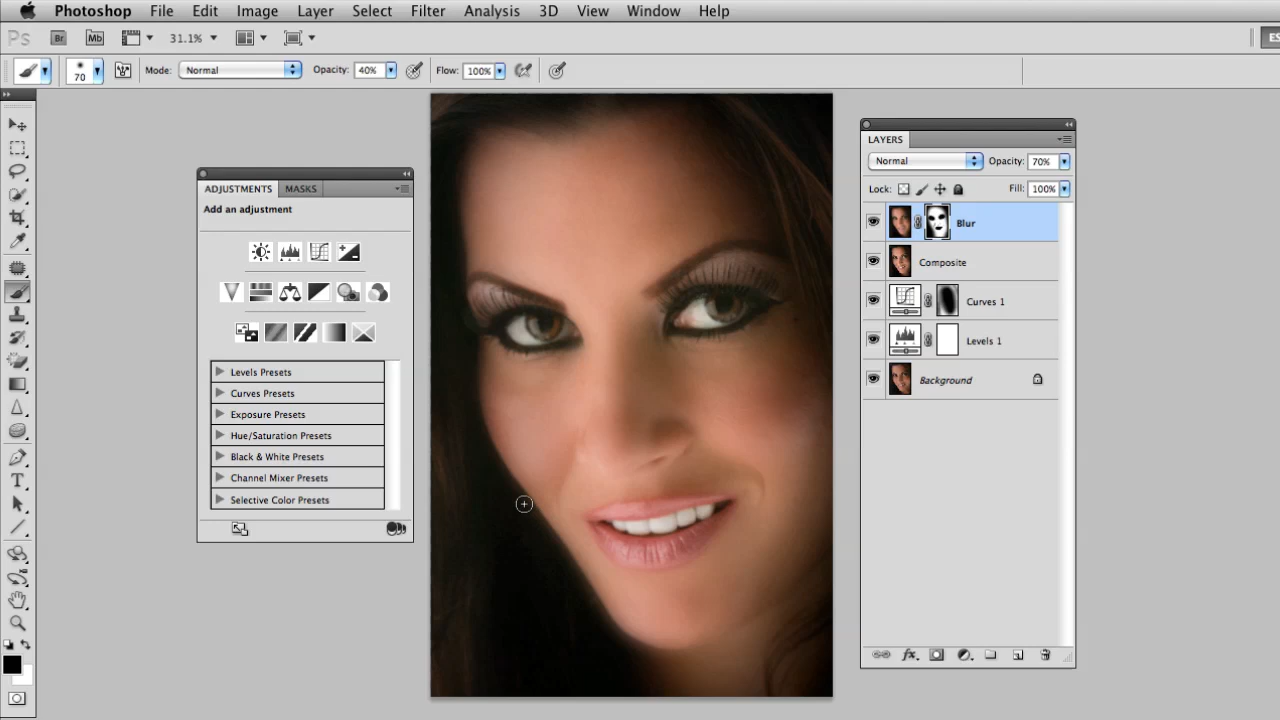 Photoshop File Edit Image Layer Select Filter Analysis 3D View Window Help
Ps Br Mb 31.1% ES
70 Mode: Normal Opacity: 40% Flow: 100%
ADJUSTMENTS MASKS
Add an adjustment
Levels Presets
Curves Presets
Exposure Presets
Hue/Saturation Presets
Black & White Presets
Channel Mixer Presets
Selective Color Presets
LAYERS
Normal Opacity: 70%
Lock: Fill: 100%
Blur
Composite
Curves 1
Levels 1
Background